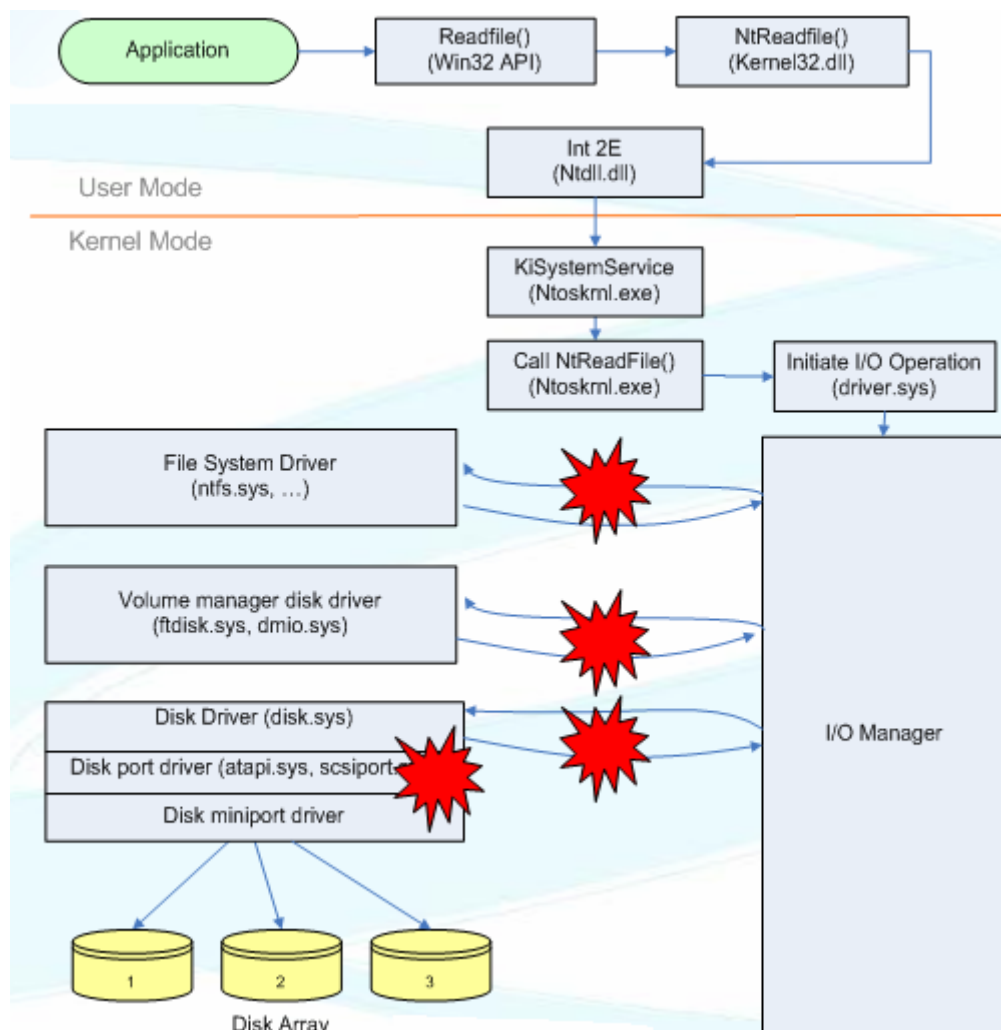 Application
Readfile()
(Win32 API)
NtReadfile()
(Kernel32.dll)
Int 2E
(Ntdll.dll)
User Mode
Kernel Mode
KiSystemService
(Ntoskrnl.exe)
Call NtReadFile()
(Ntoskrnl.exe)
Initiate I/O Operation
(driver.sys)
File System Driver
(ntfs.sys, ...)
Volume manager disk driver
(ftdisk.sys, dmio.sys)
Disk Driver (disk.sys)
Disk port driver (atapi.sys, scsiport.
Disk miniport driver
I/O Manager
1
2
3
Disk Array